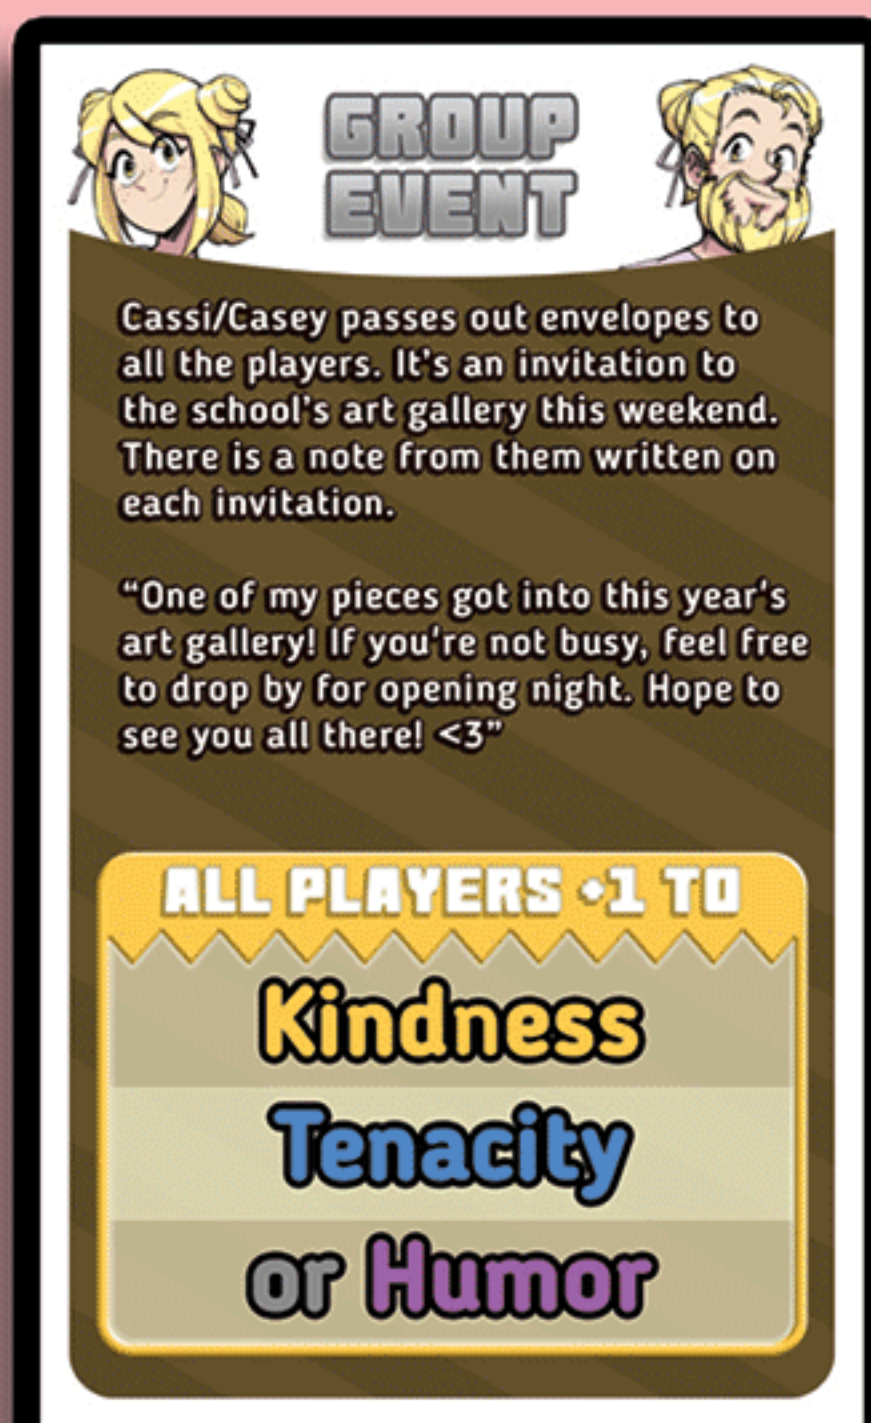 GROUP
EVENT
Cassi/Casey passes out envelopes to
all the players. It's an invitation to
the school's art gallery this weekend.
There is a note from them written on
each invitation.
“One of my pieces got into this year's
art gallery! If you're not busy, feel free
to drop by for opening night. Hope to
see you all there! <3”
ALL PLAYERS +1 TO
Kindness
Tenacity
or Humor